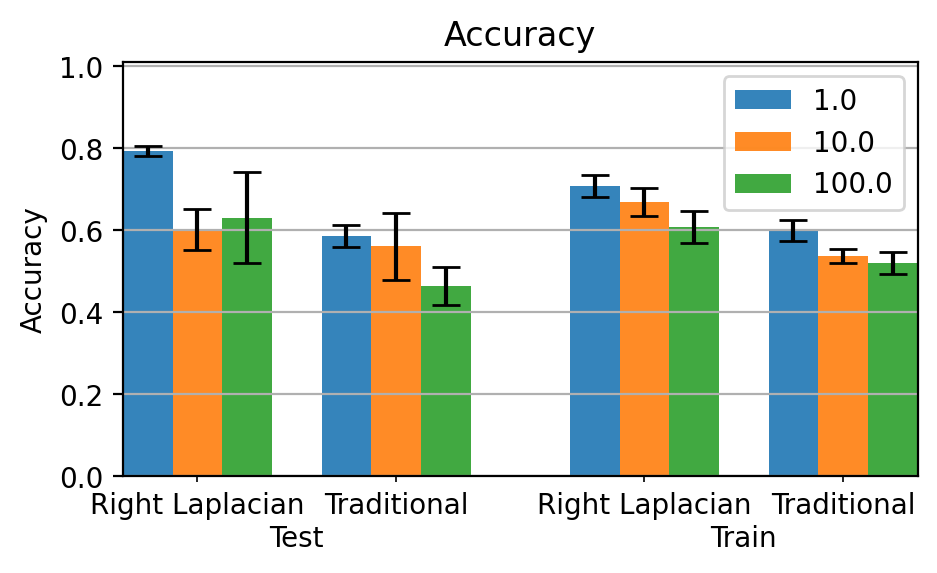 Accuracy
1.0
0.8
0.6
0.4
0.2
0.0
Accuracy
1.0
10.0
100.0
Right Laplacian Traditional Right Laplacian Traditional
Test Train